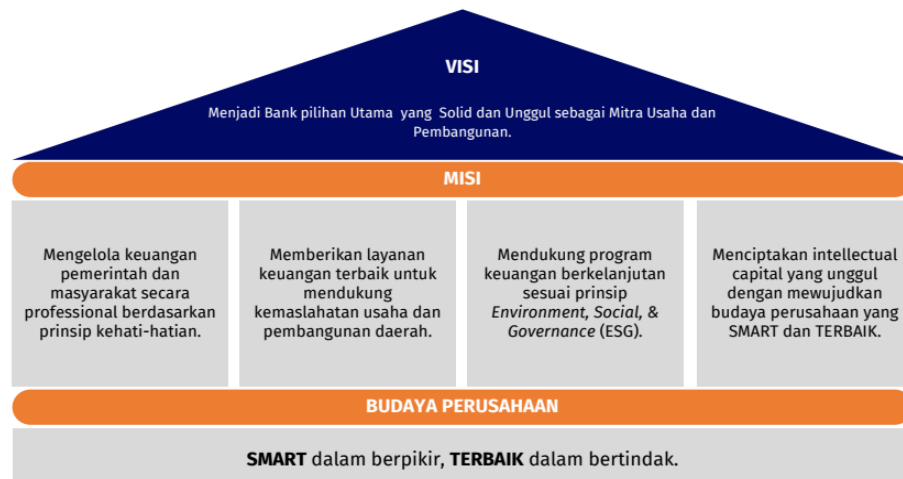 VISI
Menjadi Bank pilihan Utama yang Solid dan Unggul sebagai Mitra Usaha dan
Pembangunan.
MISI
Mengelola keuangan
pemerintah dan
masyarakat secara
professional berdasarkan
prinsip kehati-hatian.
Memberikan layanan
keuangan terbaik untuk
mendukung
kemaslahatan usaha dan
pembangunan daerah.
Mendukung program
keuangan berkelanjutan
sesuai prinsip
Environment, Social, &
Governance (ESG).
Menciptakan intellectual
capital yang unggul
dengan mewujudkan
budaya perusahaan yang
SMART dan TERBAIK.
BUDAYA PERUSAHAAN
SMART dalam berpikir, TERBAIK dalam bertindak.